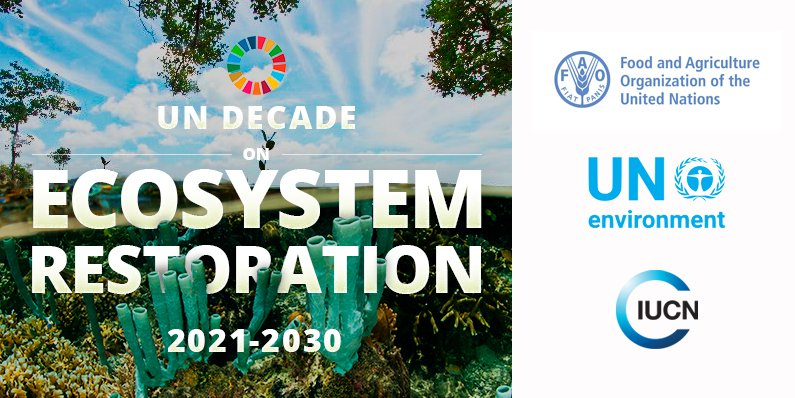 UN DECADE
ON
ECOSYSTEM
RESTORATION
2021-2030
FAO
FIAT PANIS
Food and Agriculture
Organization of the
United Nations
UN
environment
IUCN